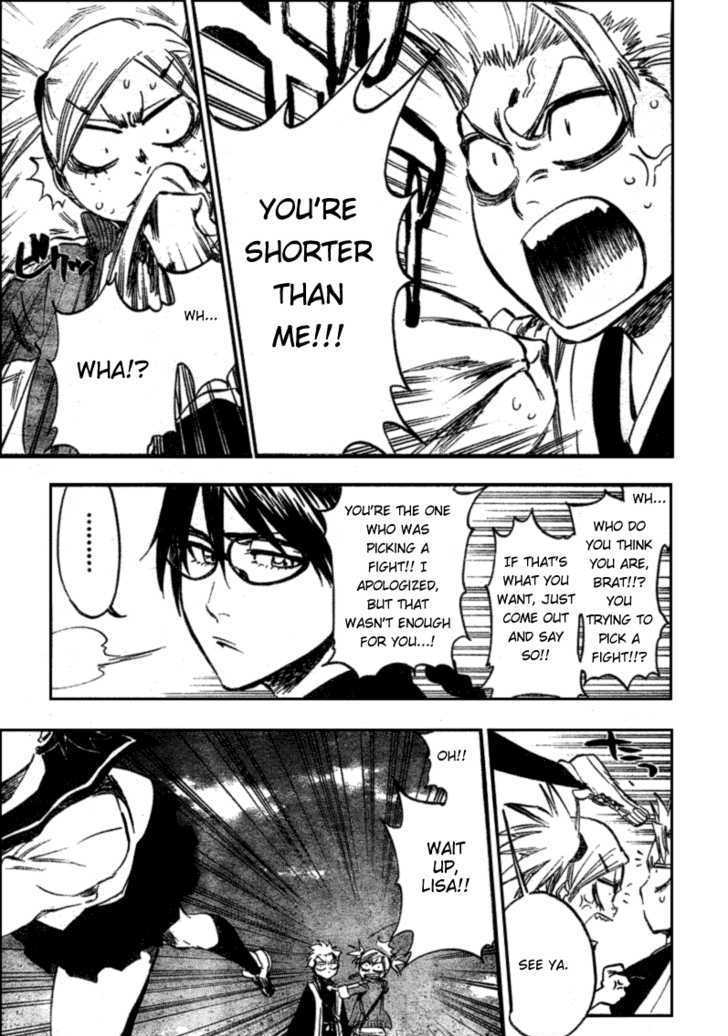 YOU'RE
SHORTER
THAN
ME!!!
WH...
WHA!?
WH...
WHO DO
YOU THINK
YOU ARE,
BRAT!!?
YOU
TRYING TO
PICK A
FIGHT!!?
IF THAT'S
WHAT YOU
WANT, JUST
COME OUT
AND SAY
SO!!
YOU'RE THE ONE
WHO WAS
PICKING A
FIGHT!! I
APOLOGIZED,
BUT THAT
WASN'T ENOUGH
FOR YOU...!
........
SEE YA.
OH!!
WAIT
UP,
LISA!!